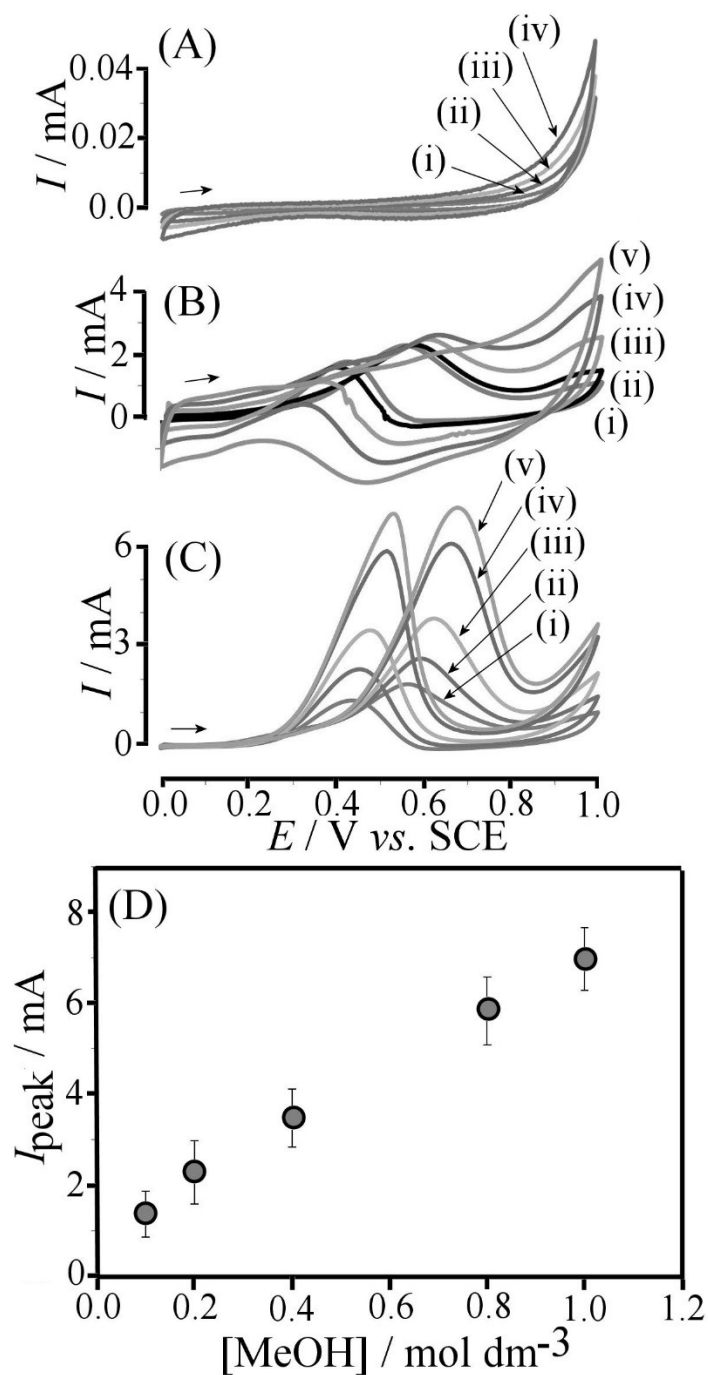 (A)
(iv)
(iii)
(ii)
(i)
0.04
0.02
0.0
I / mA
(B)
(v)
(iv)
(iii)
(ii)
(i)
4
2
0
I / mA
(C)
(v)
(iv)
(iii)
(ii)
(i)
6
3
0
I / mA
0.0 0.2 0.4 0.6 0.8 1.0
E / V vs. SCE
(D)
8
6
4
2
0
Ipeak / mA
0.0 0.2 0.4 0.6 0.8 1.0 1.2
[MeOH] / mol dm-3